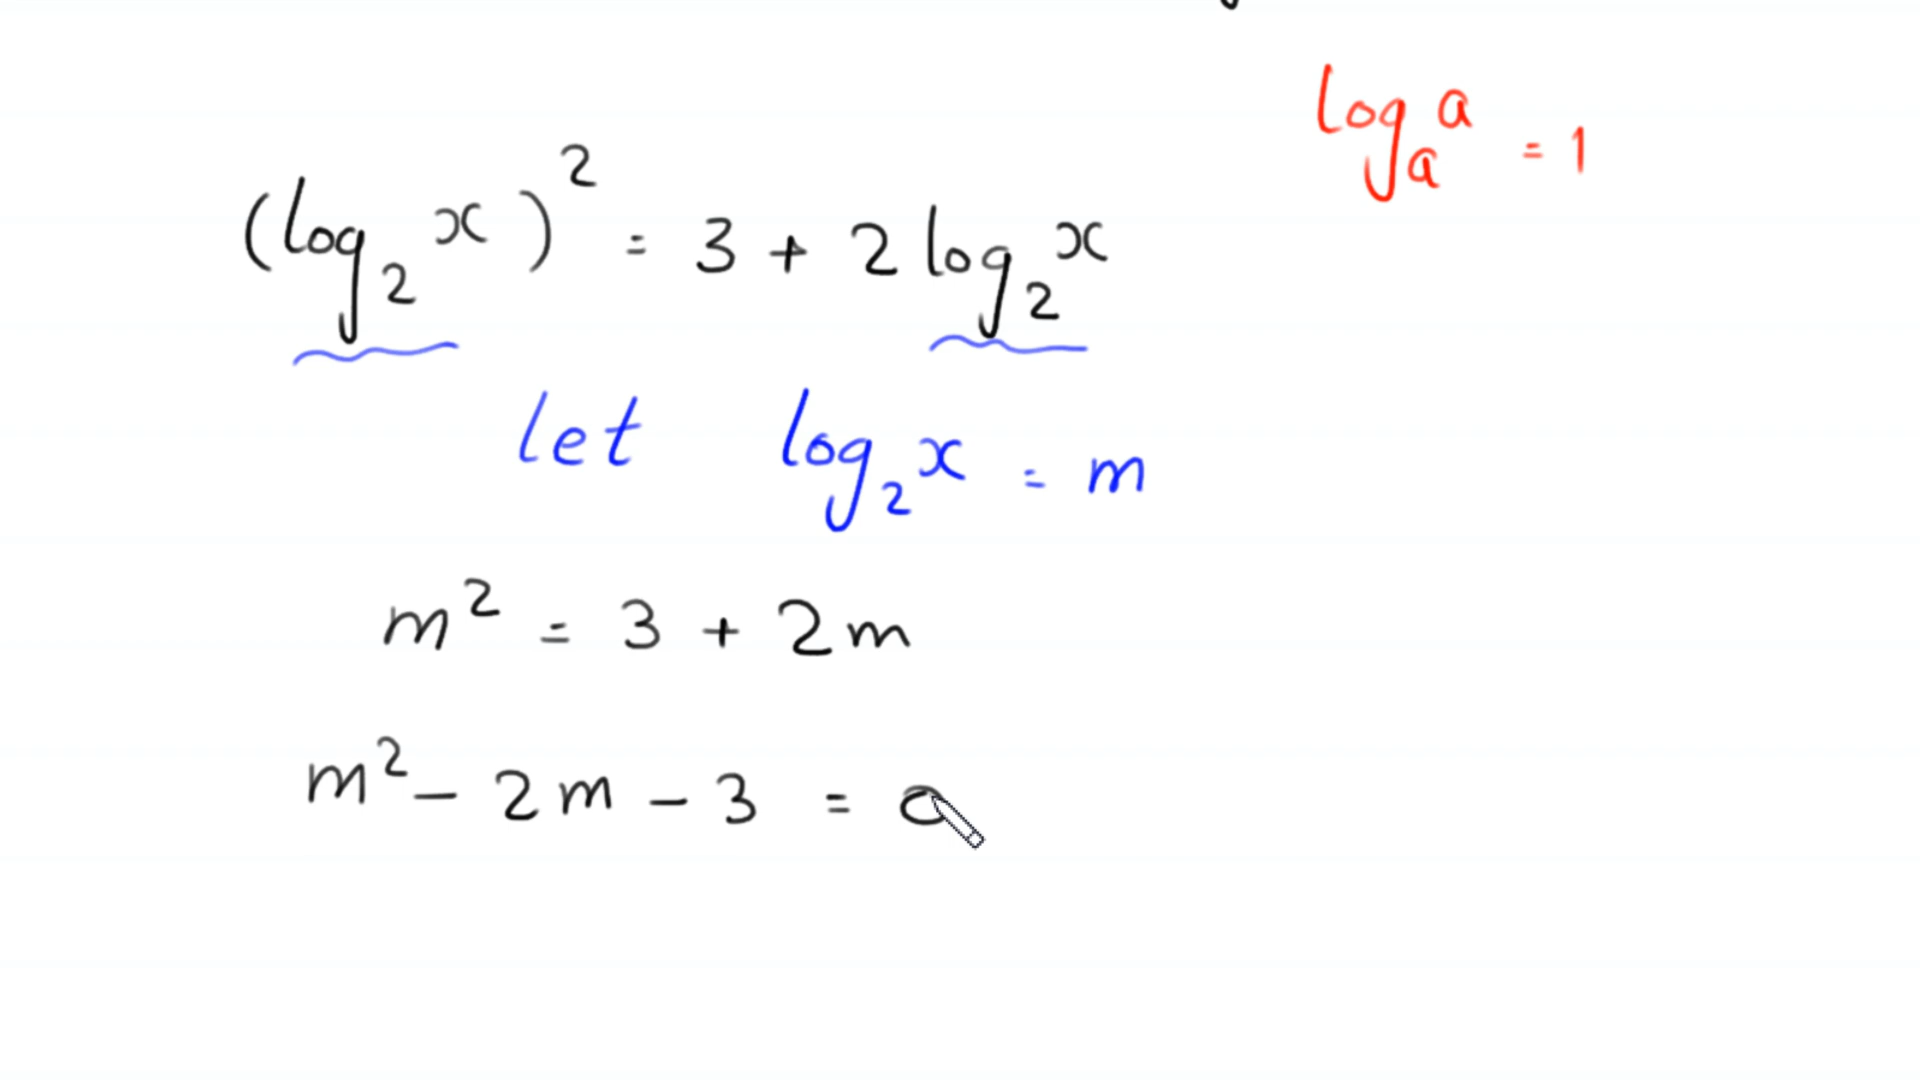 log_a a = 1
(log_2 x)^2 = 3 + 2 log_2 x
let log_2 x = m
m^2 = 3 + 2m
m^2 - 2m - 3 = 0